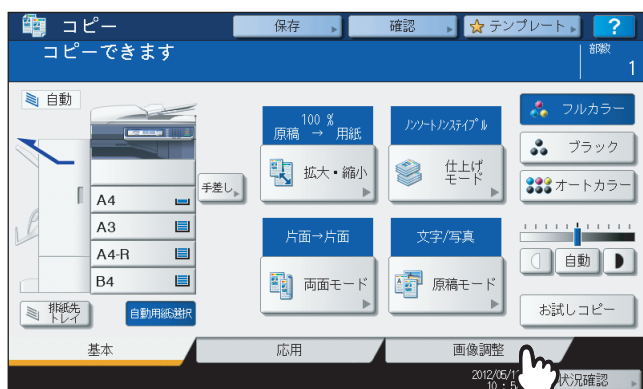 コピー
保存
確認
テンプレート
?
コピーできます
部数
1
自動
100 %
原稿 → 用紙
拡大・縮小
ノンソートノンステイプル
仕上げ
モード
フルカラー
ブラック
オートカラー
手差し
A4
A3
A4-R
B4
片面→片面
両面モード
文字/写真
原稿モード
自動
お試しコピー
排紙先
トレイ
自動用紙選択
基本
応用
画像調整
2012/05/1
10 : 5
状況確認